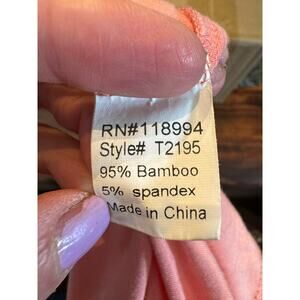 RN#118994
Style# T2195
95% Bamboo
5% spandex
Made in China